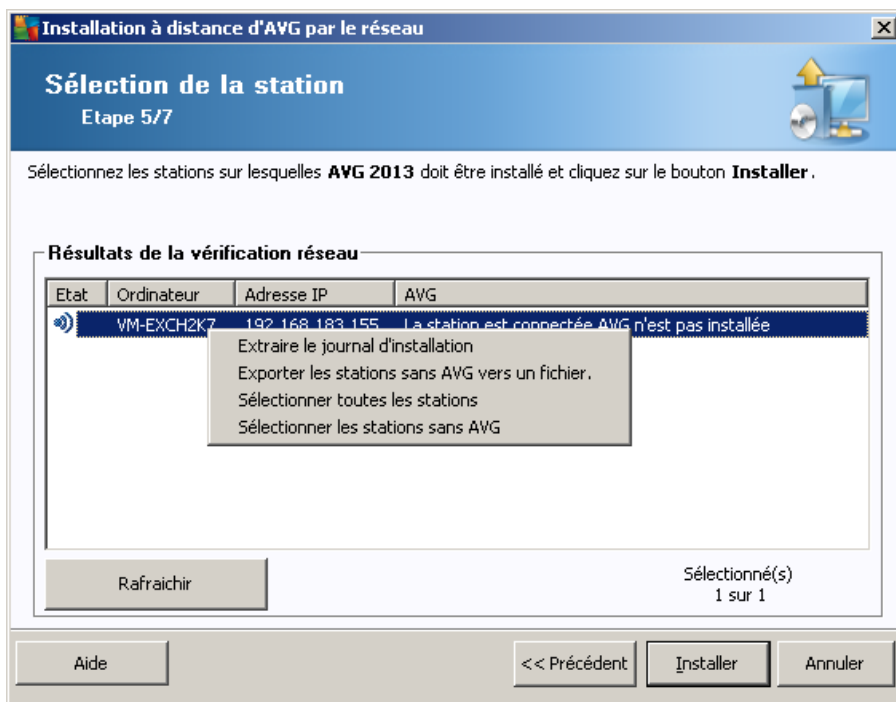 Installation à distance d'AVG par le réseau
Sélection de la station
Etape 5/7
Sélectionnez les stations sur lesquelles AVG 2013 doit être installé et cliquez sur le bouton Installer.
Résultats de la vérification réseau
Etat Ordinateur Adresse IP AVG
VM-EXCH2K7 192.168.183.155 La station est connectée AVG n'est pas installée
Extraire le journal d'installation
Exporter les stations sans AVG vers un fichier.
Sélectionner toutes les stations
Sélectionner les stations sans AVG
Rafraichir
Sélectionné(s)
1 sur 1
Aide << Précédent Installer Annuler